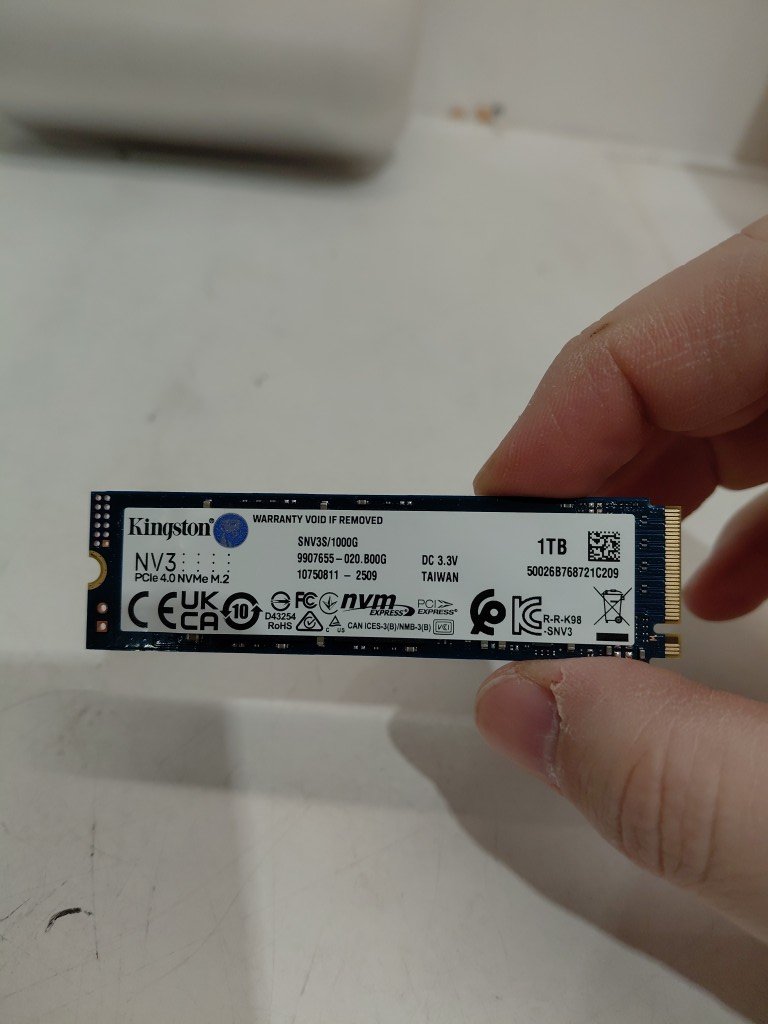 Kingston®
WARRANTY VOID IF REMOVED
NV3
PCIe 4.0 NVMe M.2
SNV3S/1000G
9907655-020.B00G
10750811 - 2509
DC 3.3V
TAIWAN
1TB
50026B768721C209
CE
UK
CA
10
FC
D43254
RoHS
nvm
EXPRESS
PCI
EXPRESS®
CAN ICES-3(B)/NMB-3(B)
VCI
R-R-K98
-SNV3